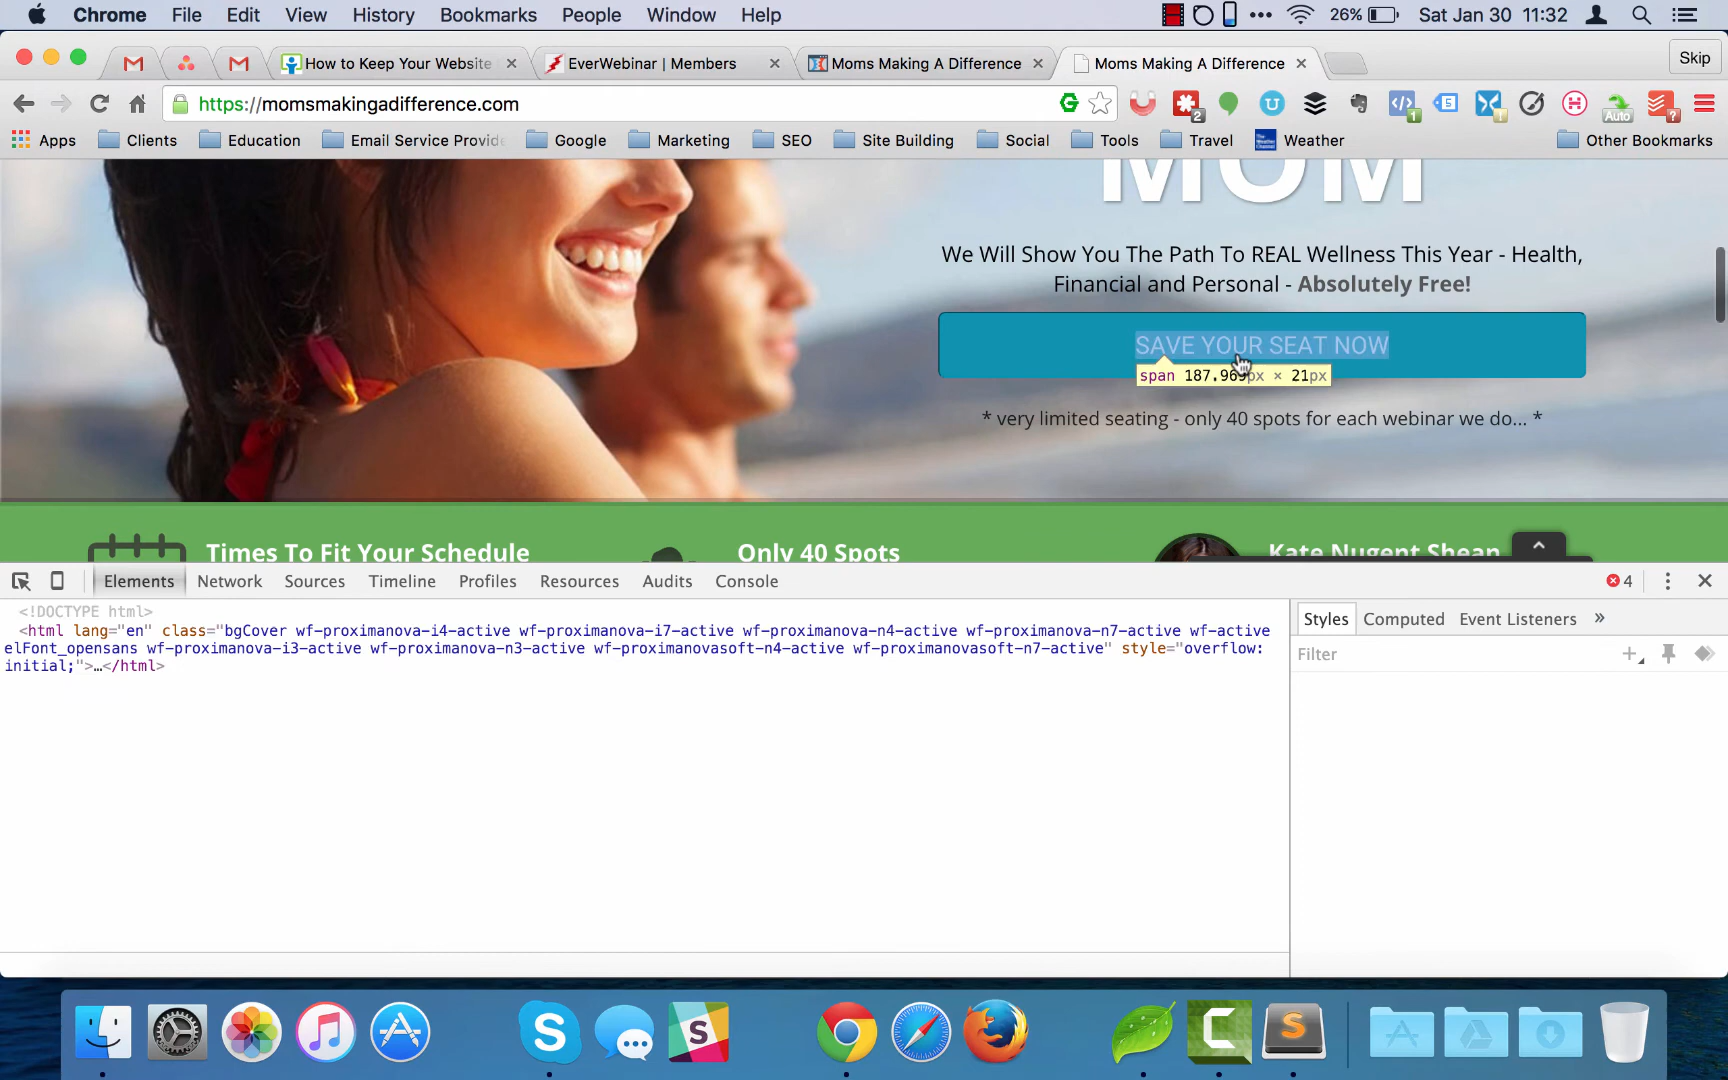 Chrome File Edit View History Bookmarks People Window Help 26% Sat Jan 30 11:32
How to Keep Your Website EverWebinar | Members Moms Making A Difference Moms Making A Difference Skip
https://momsmakingadifference.com
Apps Clients Education Email Service Provide Google Marketing SEO Site Building Social Tools Travel Weather Other Bookmarks
MOM
We Will Show You The Path To REAL Wellness This Year - Health,
Financial and Personal - Absolutely Free!
SAVE YOUR SEAT NOW
span 187.969px × 21px
* very limited seating - only 40 spots for each webinar we do... *
Times To Fit Your Schedule Only 40 Spots Kate Nugent Shean
Elements Network Sources Timeline Profiles Resources Audits Console 4
<!DOCTYPE html>
<html lang="en" class="bgCover wf-proximanova-i4-active wf-proximanova-i7-active wf-proximanova-n4-active wf-proximanova-n7-active wf-active
elFont_opensans wf-proximanova-i3-active wf-proximanova-n3-active wf-proximanovasoft-n4-active wf-proximanovasoft-n7-active" style="overflow:
initial;">…</html>
Styles Computed Event Listeners »
Filter